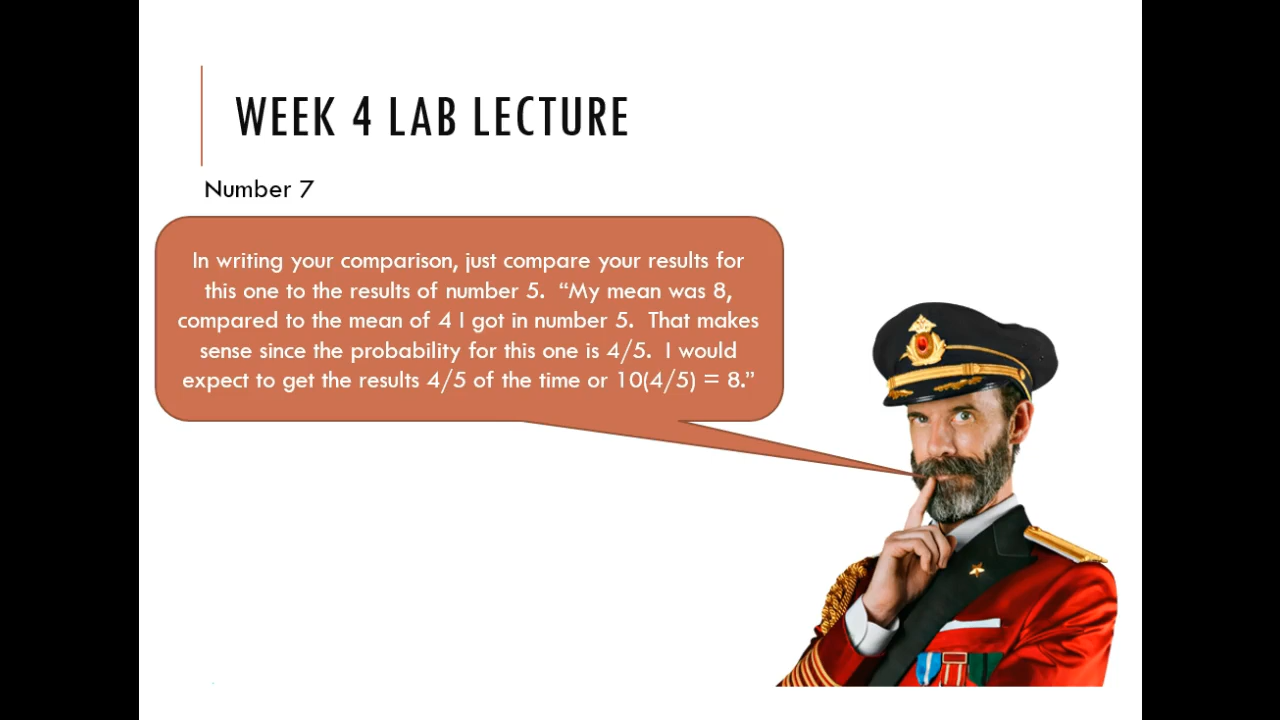 WEEK 4 LAB LECTURE
Number 7
In writing your comparison, just compare your results for
this one to the results of number 5.  “My mean was 8,
compared to the mean of 4 I got in number 5.  That makes
sense since the probability for this one is 4/5.  I would
expect to get the results 4/5 of the time or 10(4/5) = 8.”